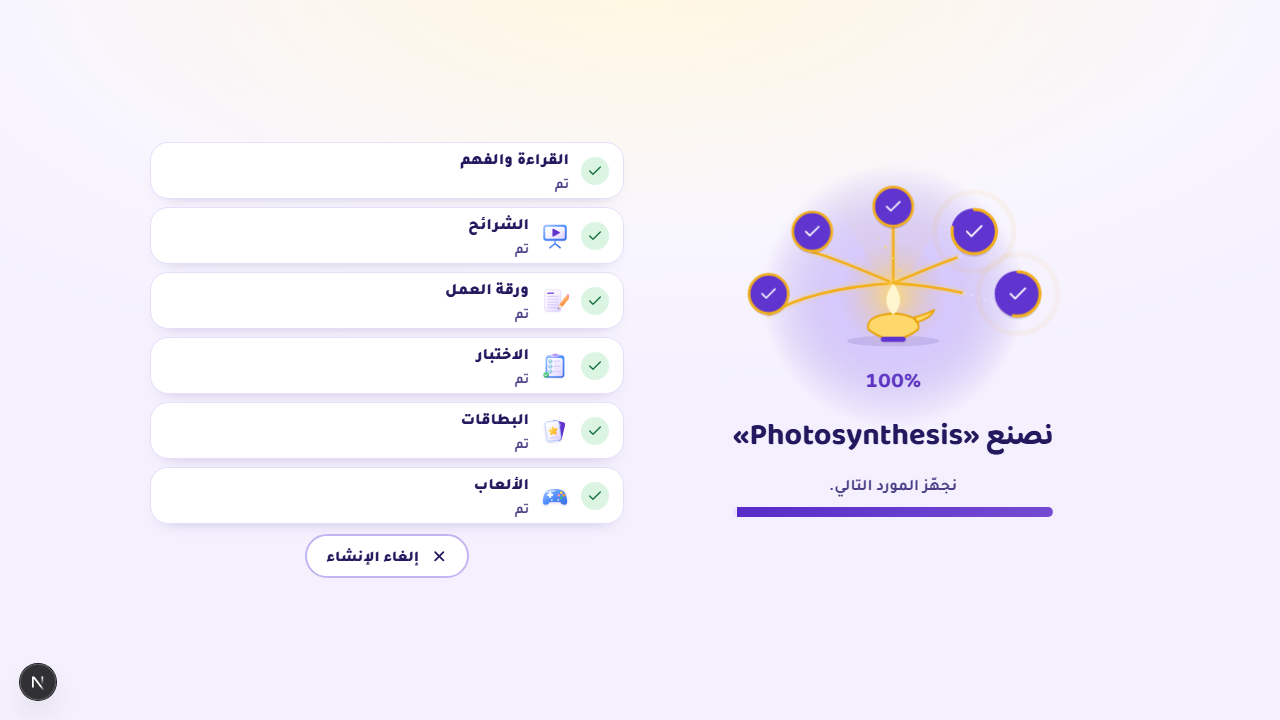 100%
نصنع «Photosynthesis»
نجهّز المورد التالي.
القراءة والفهم
تم
الشرائح
تم
ورقة العمل
تم
الاختبار
تم
البطاقات
تم
الألعاب
تم
إلغاء الإنشاء
N